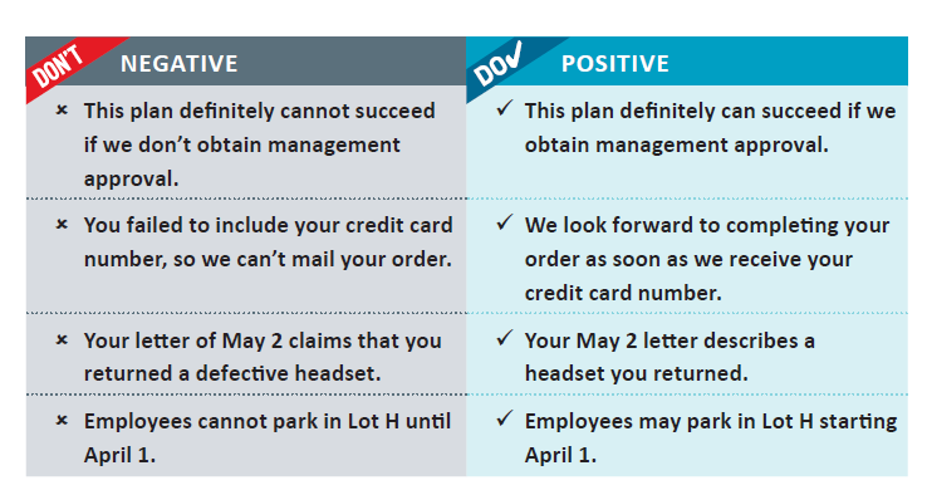 DON'T
NEGATIVE
DO✓
POSITIVE
× This plan definitely cannot succeed
if we don’t obtain management
approval.
✓ This plan definitely can succeed if we
obtain management approval.
× You failed to include your credit card
number, so we can’t mail your order.
✓ We look forward to completing your
order as soon as we receive your
credit card number.
× Your letter of May 2 claims that you
returned a defective headset.
✓ Your May 2 letter describes a
headset you returned.
× Employees cannot park in Lot H until
April 1.
✓ Employees may park in Lot H starting
April 1.